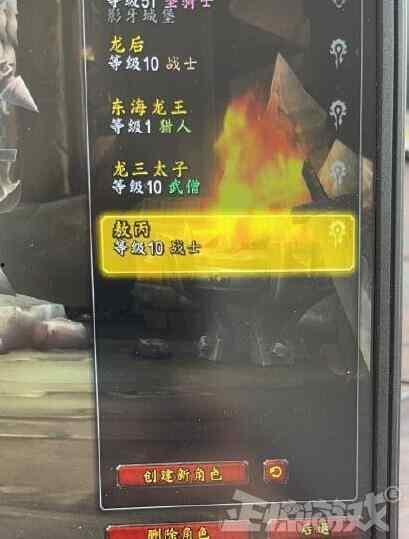 等级51 圣骑士
影牙城堡
龙后
等级10 战士
东海龙王
等级1 猎人
龙三太子
等级10 武僧
敖丙
等级10 战士
创建新角色
删除角色
后退